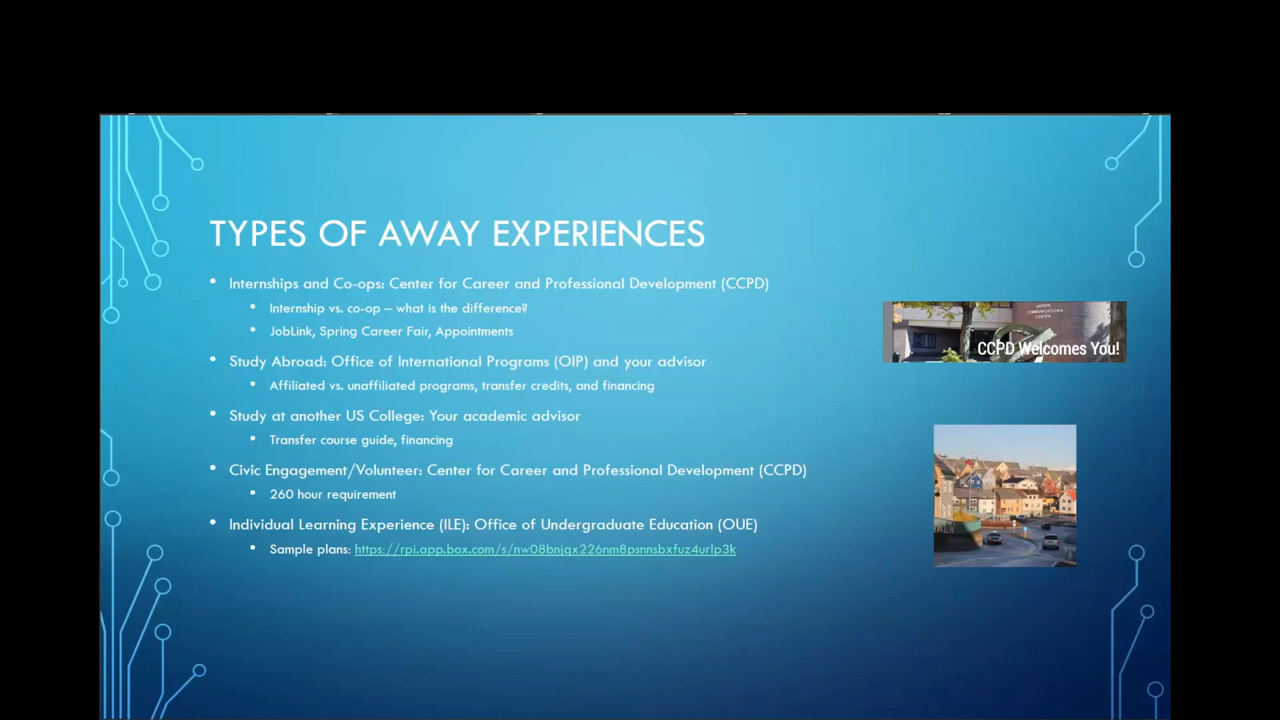 TYPES OF AWAY EXPERIENCES
• Internships and Co-ops: Center for Career and Professional Development (CCPD)
• Internship vs. co-op – what is the difference?
• JobLink, Spring Career Fair, Appointments
• Study Abroad: Office of International Programs (OIP) and your advisor
• Affiliated vs. unaffiliated programs, transfer credits, and financing
• Study at another US College: Your academic advisor
• Transfer course guide, financing
• Civic Engagement/Volunteer: Center for Career and Professional Development (CCPD)
• 260 hour requirement
• Individual Learning Experience (ILE): Office of Undergraduate Education (OUE)
• Sample plans: https://rpi.app.box.com/s/nw08bnjqx226nm8psnnsbxfuz4urlp3k
COMMUNICATIONS
CENTER
CCPD Welcomes You!